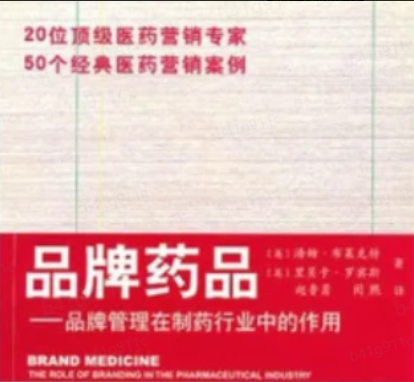 20位顶级医药营销专家
50个经典医药营销案例
品牌药品
（英）汤姆·布莱克特 著
（英）里贝卡·罗宾斯
——品牌管理在制药行业中的作用
BRAND MEDICINE
THE ROLE OF BRANDING IN THE PHARMACEUTICAL INDUSTRY